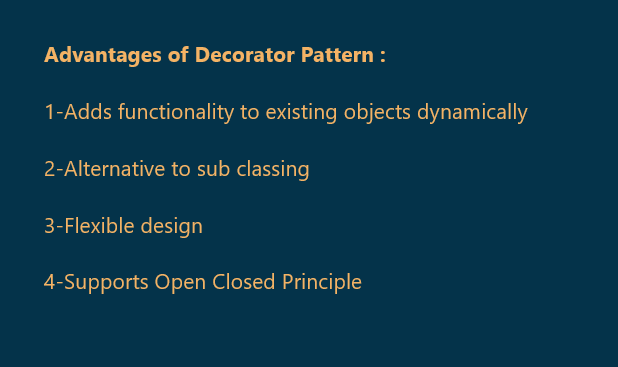 Advantages of Decorator Pattern :
1-Adds functionality to existing objects dynamically
2-Alternative to sub classing
3-Flexible design
4-Supports Open Closed Principle